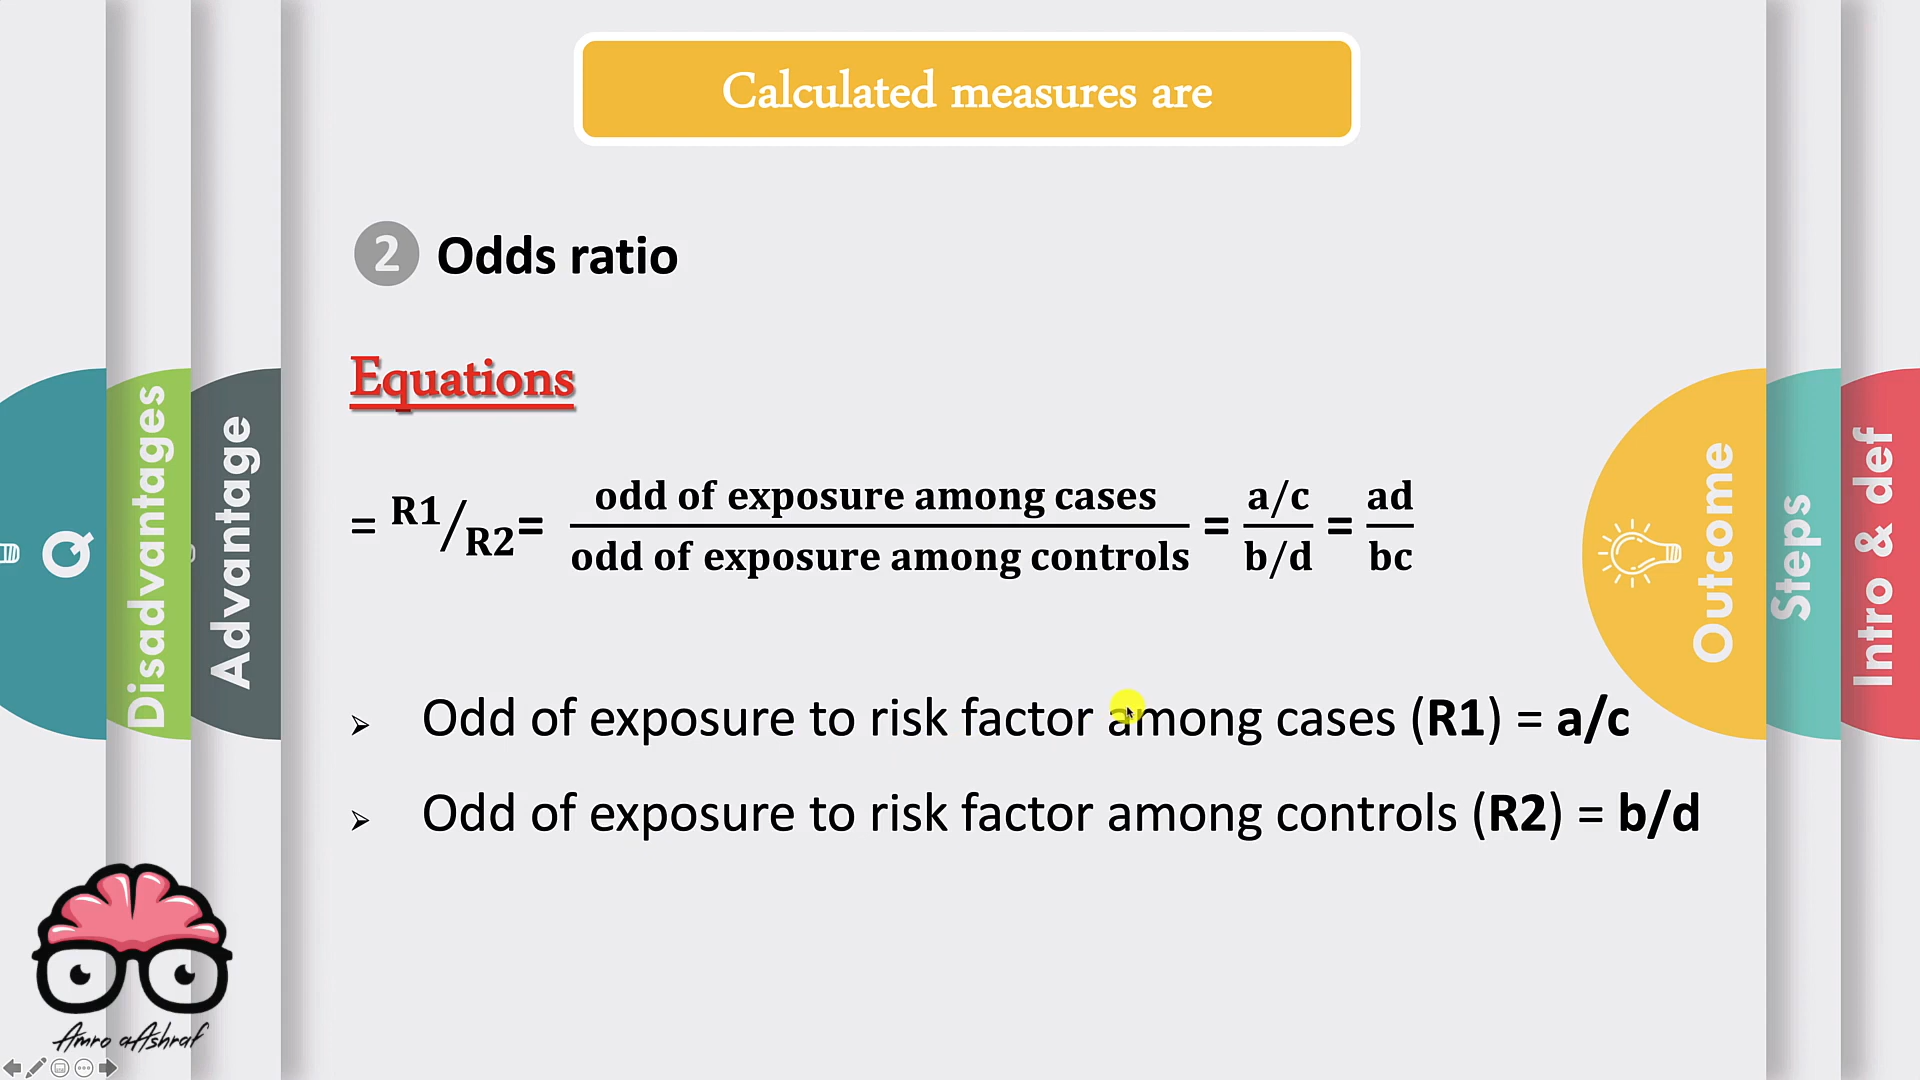 Calculated measures are
2 Odds ratio
Equations
= R1/R2= odd of exposure among cases / odd of exposure among controls = a/c / b/d = ad / bc
➢ Odd of exposure to risk factor among cases (R1) = a/c
➢ Odd of exposure to risk factor among controls (R2) = b/d
Q
Disadvantages
Advantage
Outcome
Steps
Intro & def
Amro aAshraf